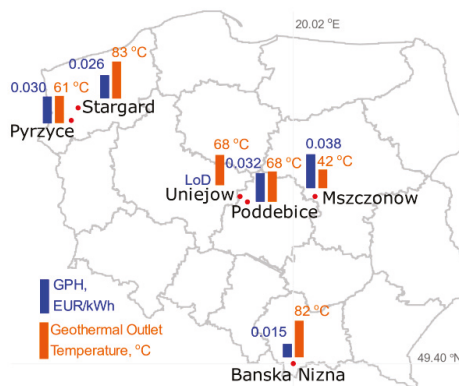 20.02 °E
83 °C
0.026
0.030 61 °C
Stargard
Pyrzyce
68 °C
0.038
0.032 68 °C
42 °C
LoD
Uniejow
Mszczonow
Poddebice
GPH,
EUR/kWh
Geothermal Outlet
Temperature, °C
82 °C
0.015
49.40 °N
Banska Nizna